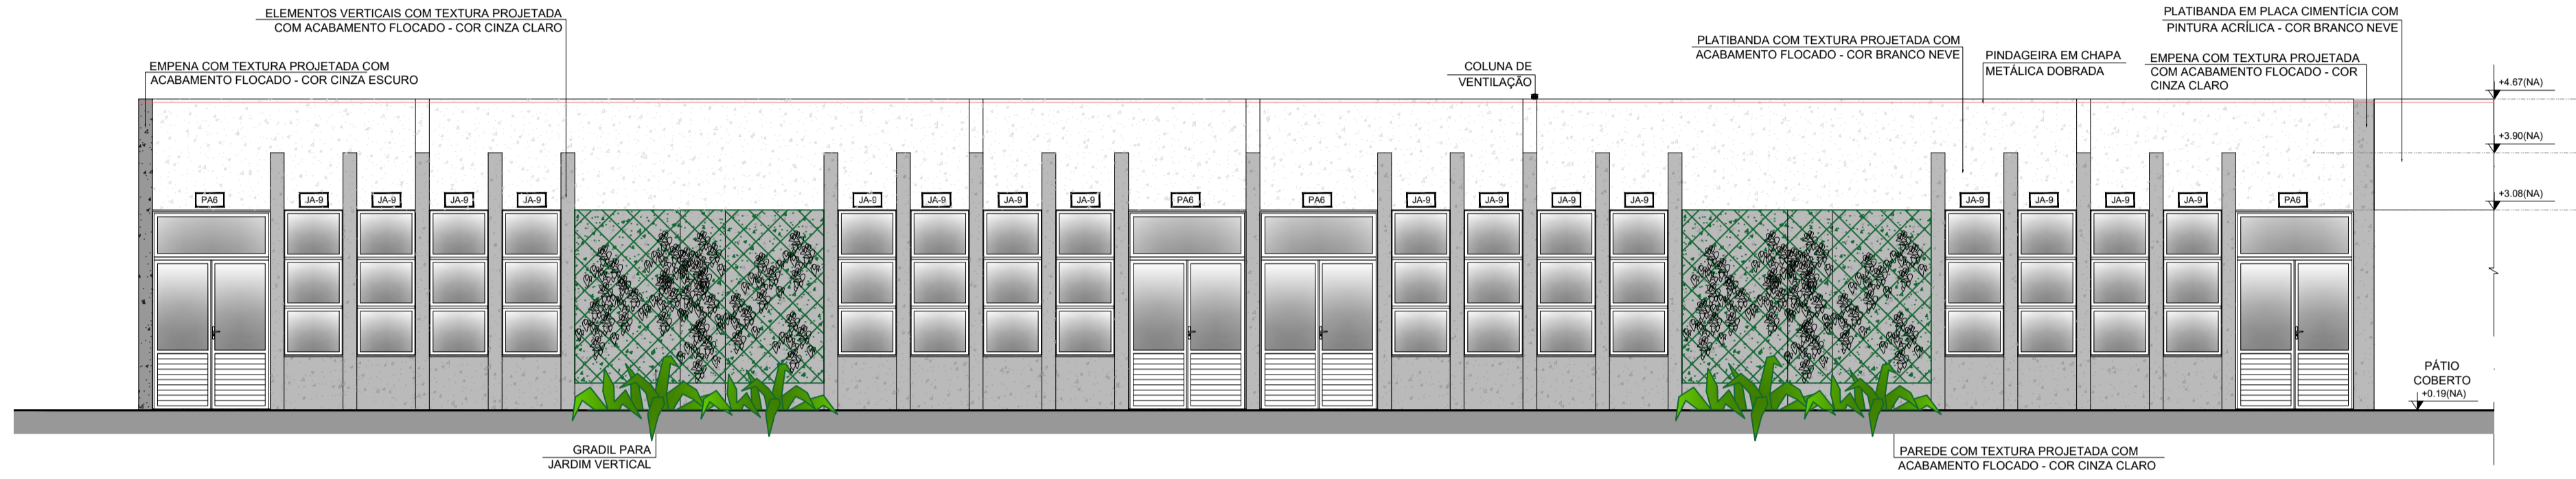 ELEMENTOS VERTICAIS COM TEXTURA PROJETADA
COM ACABAMENTO FLOCADO - COR CINZA CLARO
EMPENA COM TEXTURA PROJETADA COM
ACABAMENTO FLOCADO - COR CINZA ESCURO
COLUNA DE
VENTILAÇÃO
PLATIBANDA COM TEXTURA PROJETADA COM
ACABAMENTO FLOCADO - COR BRANCO NEVE
PINDAGEIRA EM CHAPA
METÁLICA DOBRADA
PLATIBANDA EM PLACA CIMENTÍCIA COM
PINTURA ACRÍLICA - COR BRANCO NEVE
EMPENA COM TEXTURA PROJETADA
COM ACABAMENTO FLOCADO - COR
CINZA CLARO
+4.67(NA)
+3.90(NA)
+3.08(NA)
PA6
JA-9
JA-9
JA-9
JA-9
JA-9
JA-9
JA-9
JA-9
PA6
PA6
JA-9
JA-9
JA-9
JA-9
JA-9
JA-9
JA-9
JA-9
PA6
PÁTIO
COBERTO
+0.19(NA)
GRADIL PARA
JARDIM VERTICAL
PAREDE COM TEXTURA PROJETADA COM
ACABAMENTO FLOCADO - COR CINZA CLARO